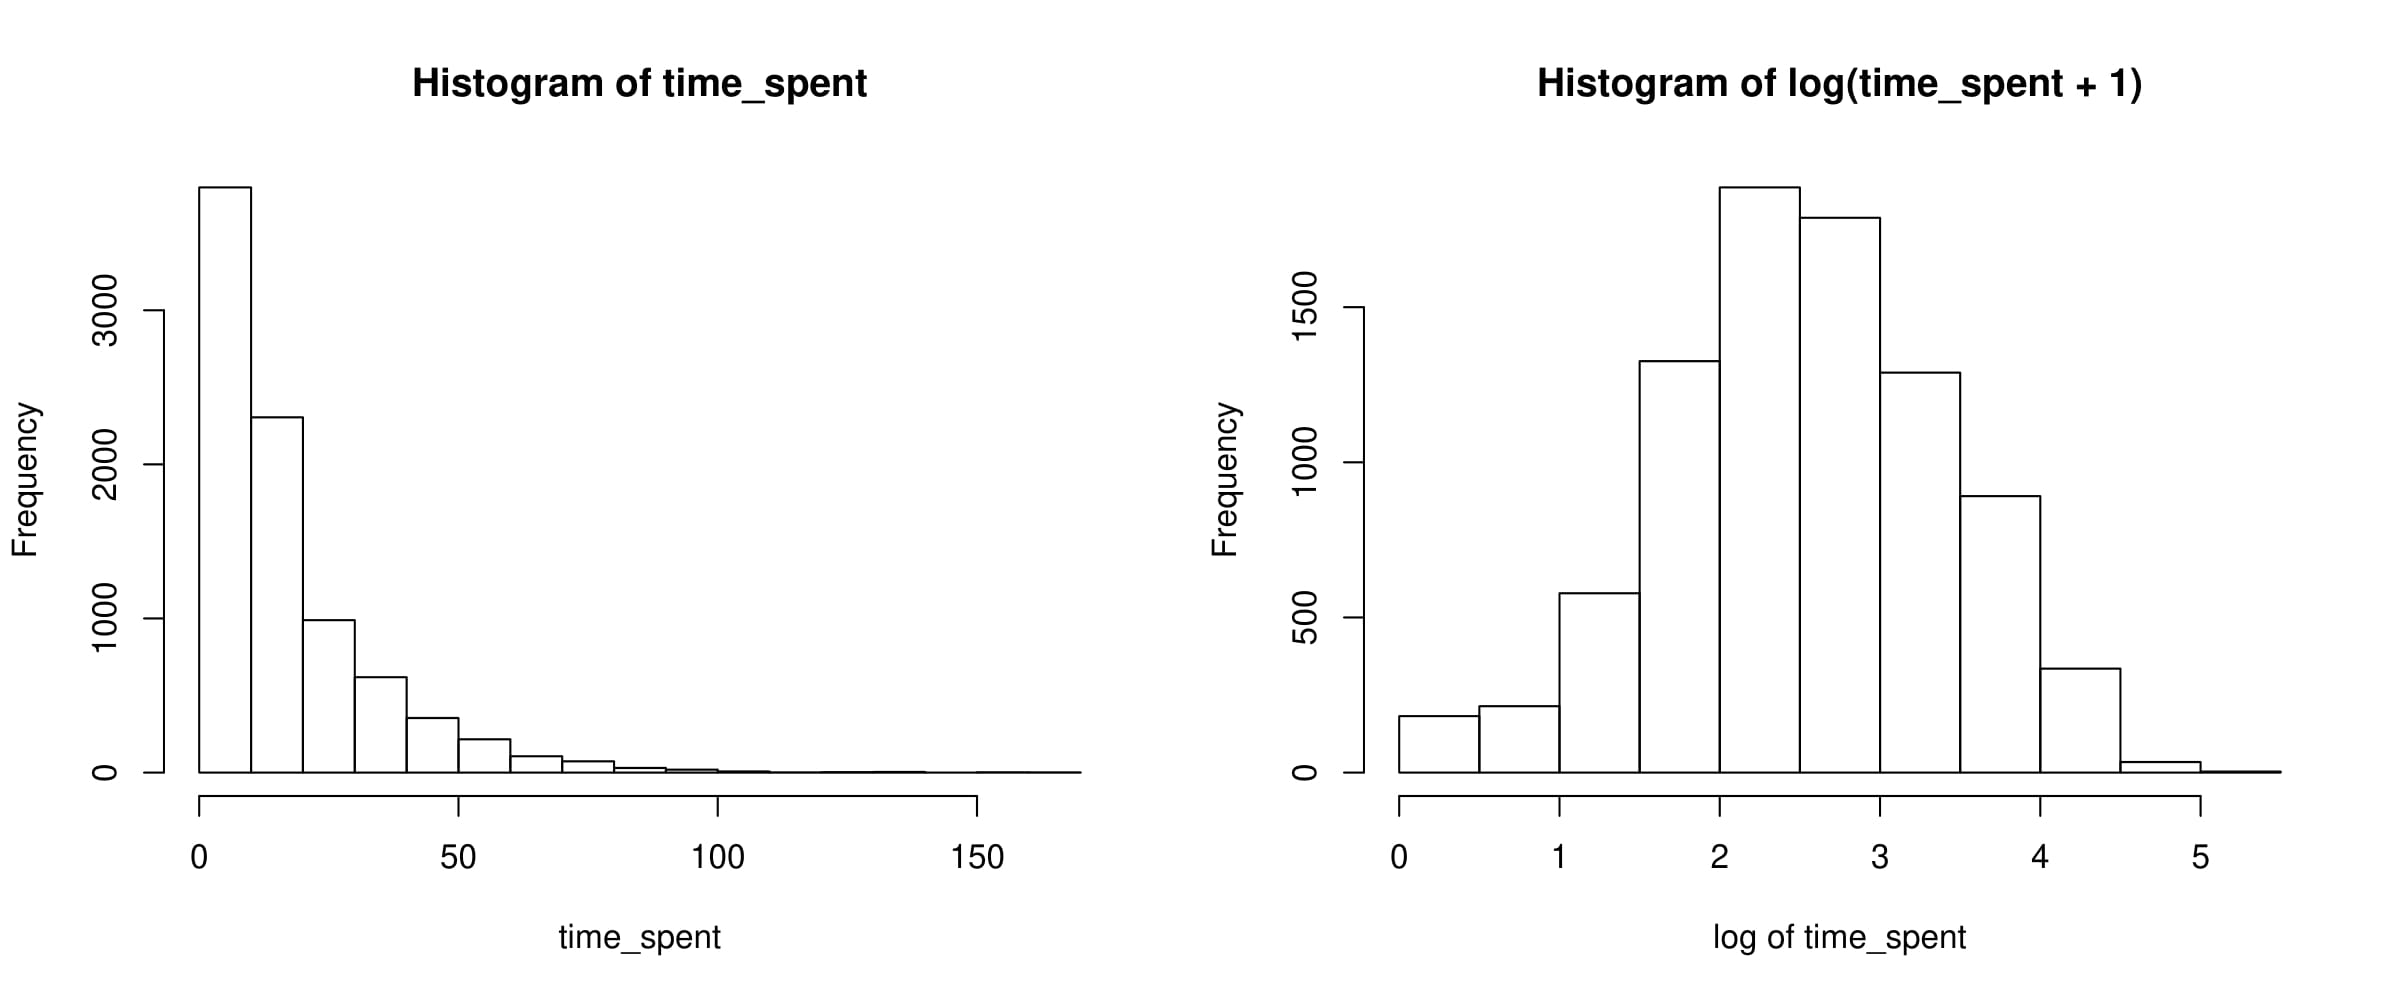 Histogram of time_spent
Frequency
0
1000
2000
3000
0 50 100 150
time_spent
Histogram of log(time_spent + 1)
Frequency
0
500
1000
1500
0 1 2 3 4 5
log of time_spent